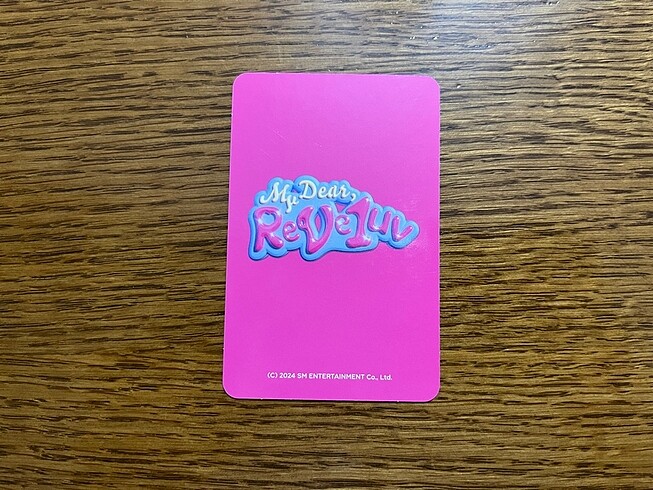 My Dear,
ReVe1uv
(C) 2024 SM ENTERTAINMENT Co., Ltd.